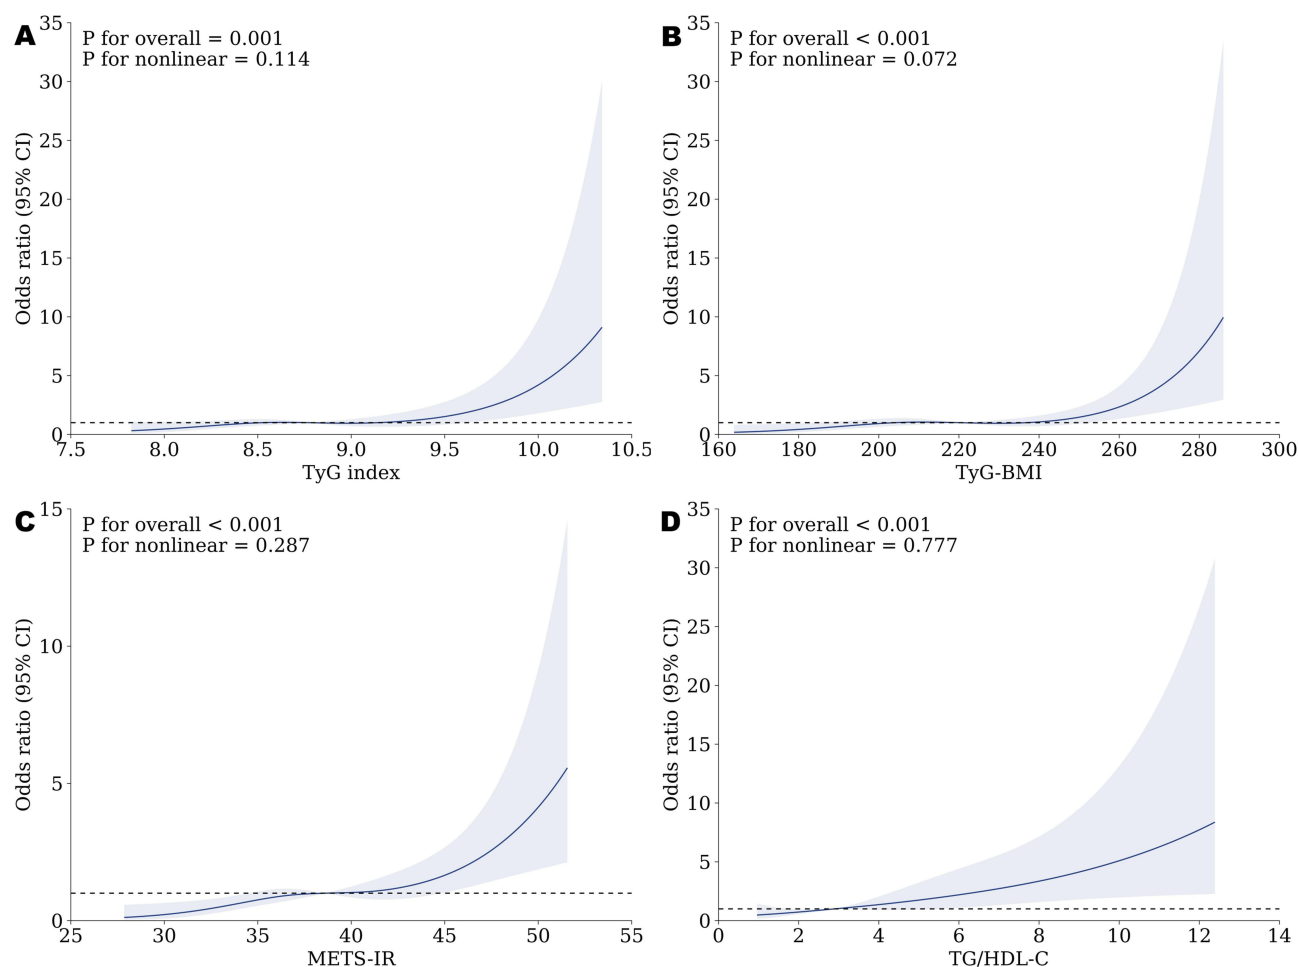 A
P for overall = 0.001
P for nonlinear = 0.114
Odds ratio (95% CI)
35
30
25
20
15
10
5
0
7.5 8.0 8.5 9.0 9.5 10.0 10.5
TyG index
B
P for overall < 0.001
P for nonlinear = 0.072
Odds ratio (95% CI)
35
30
25
20
15
10
5
0
160 180 200 220 240 260 280 300
TyG-BMI
C
P for overall < 0.001
P for nonlinear = 0.287
Odds ratio (95% CI)
15
10
5
0
25 30 35 40 45 50 55
METS-IR
D
P for overall < 0.001
P for nonlinear = 0.777
Odds ratio (95% CI)
35
30
25
20
15
10
5
0
0 2 4 6 8 10 12 14
TG/HDL-C